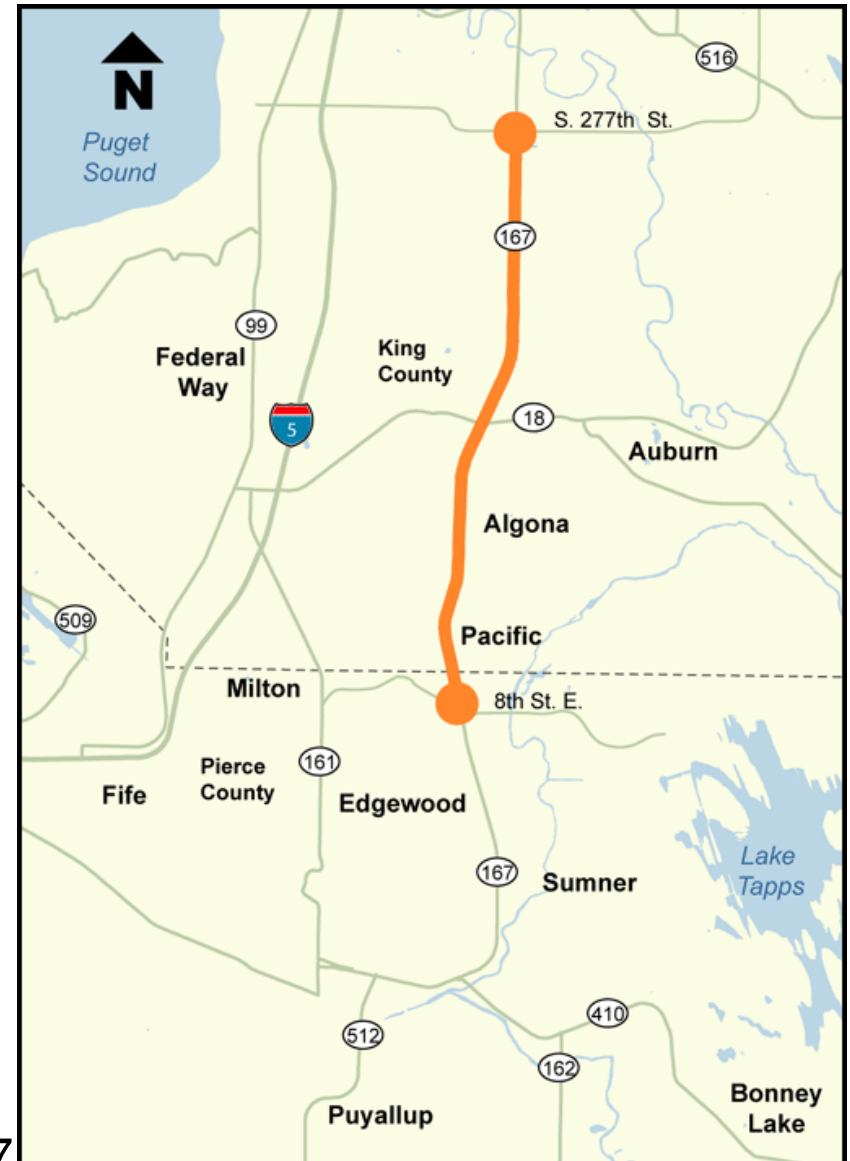 516
N
S. 277th St.
Puget
Sound
167
99
King
County
Federal
Way
18
5
Auburn
Algona
509
Pacific
Milton
8th St. E.
161
Pierce
County
Fife
Edgewood
Lake
Tapps
167
Sumner
410
512
162
Bonney
Lake
Puyallup
7